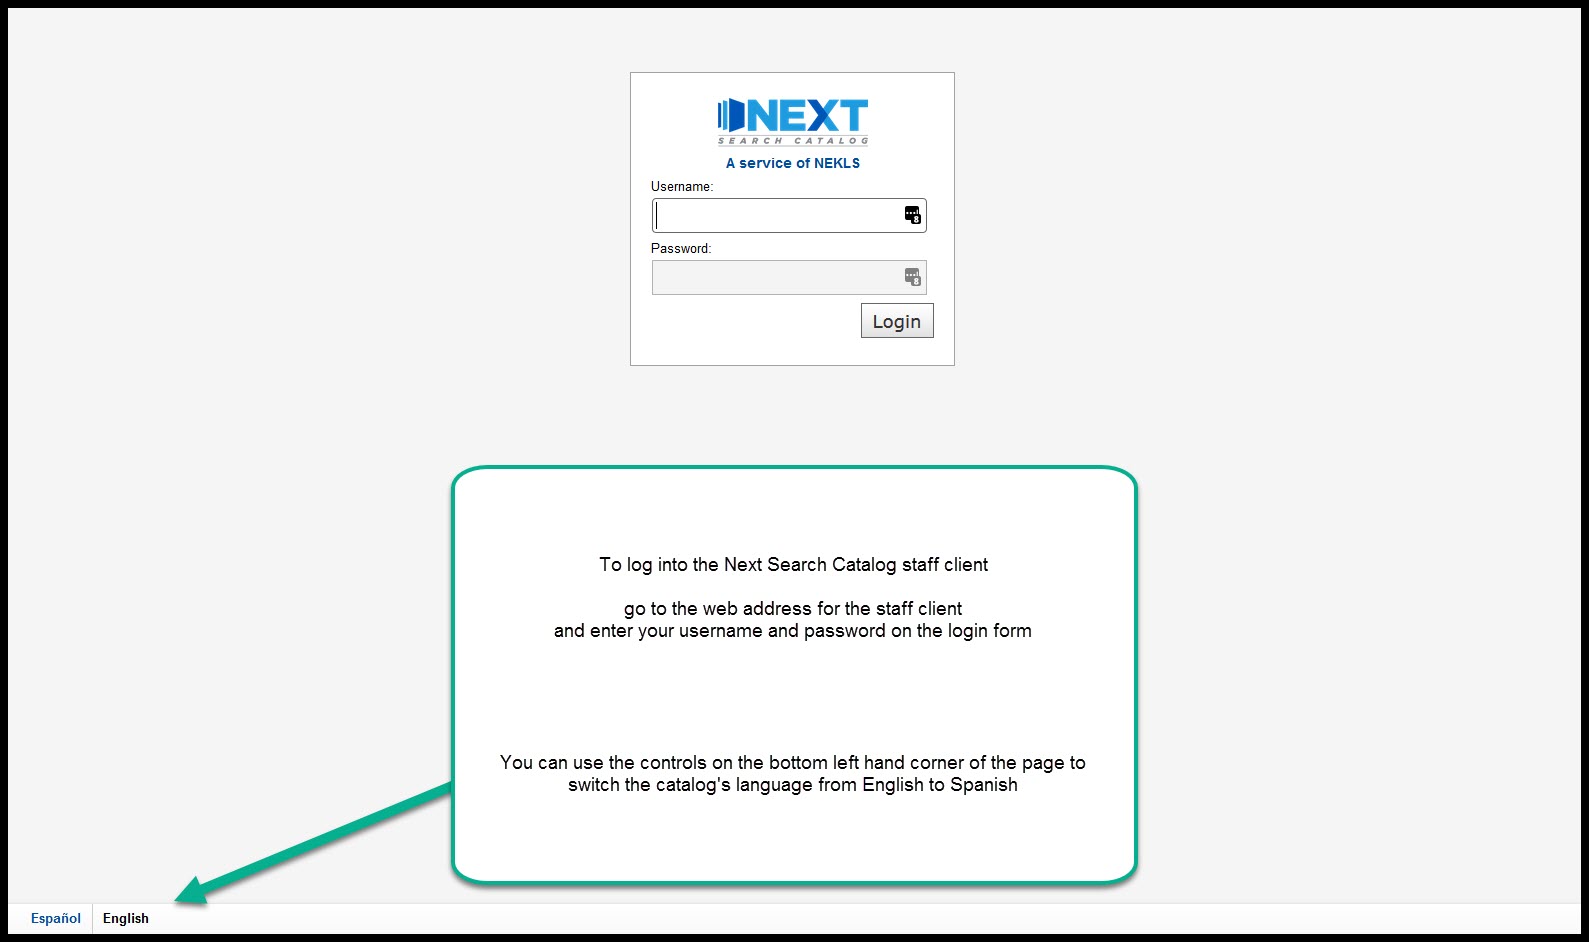 NEXT
SEARCH CATALOG
A service of NEKLS
Username:
Password:
Login
To log into the Next Search Catalog staff client
go to the web address for the staff client
and enter your username and password on the login form
You can use the controls on the bottom left hand corner of the page to
switch the catalog's language from English to Spanish
Español English